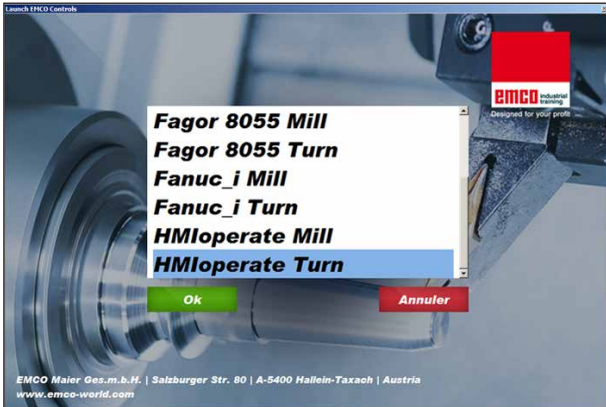 Launch EMCO Controls
emco industrial
training
Designed for your profit
Fagor 8055 Mill
Fagor 8055 Turn
Fanuc_i Mill
Fanuc_i Turn
HMIoperate Mill
HMIoperate Turn
Ok
Annuler
EMCO Maier Ges.m.b.H. | Salzburger Str. 80 | A-5400 Hallein-Taxach | Austria
www.emco-world.com